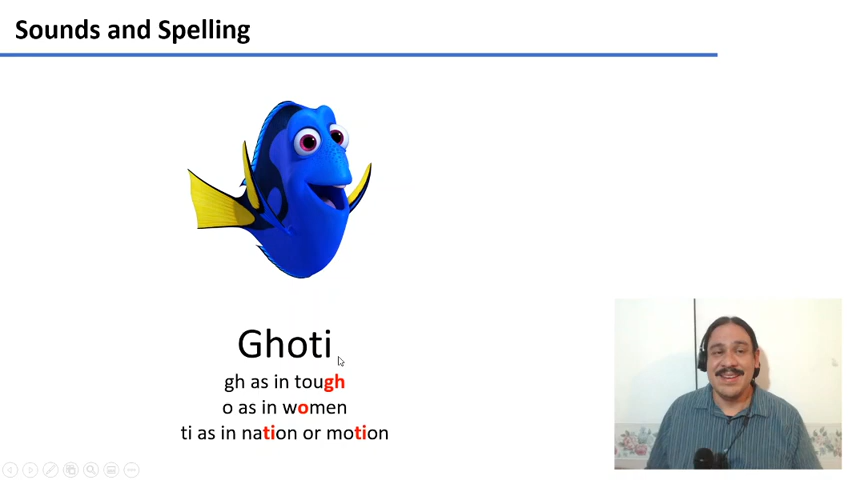 Sounds and Spelling
Ghoti
gh as in tough
o as in women
ti as in nation or motion